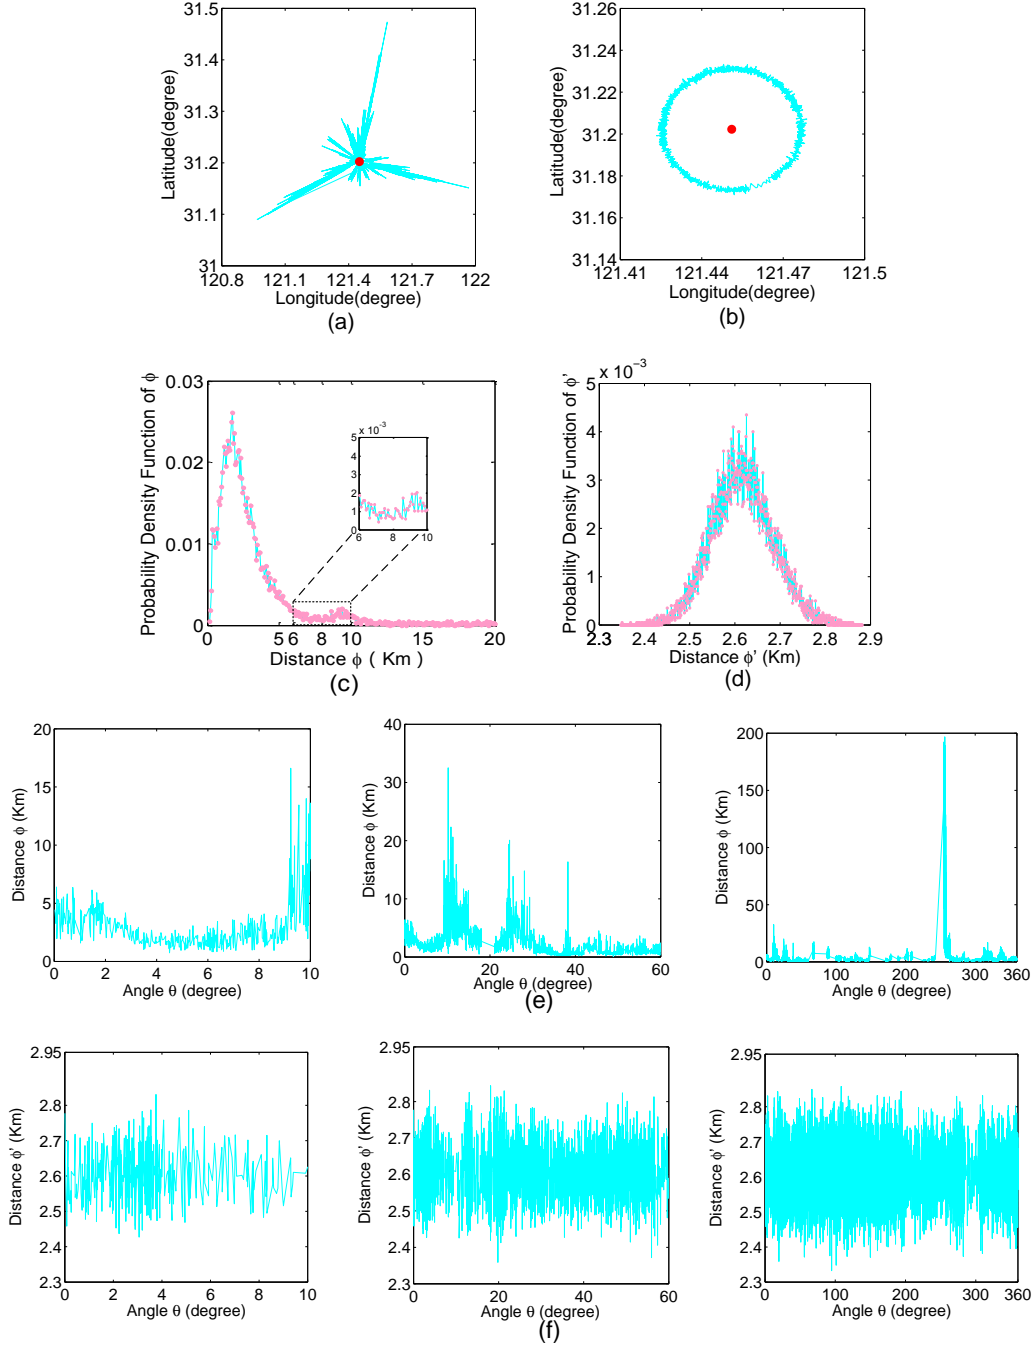 31.5
31.4
31.3
31.2
31.1
31
Latitude(degree)
120.8 121.1 121.4 121.7 122
Longitude(degree)
(a)
31.26
31.24
31.22
31.2
31.18
31.16
31.14
Latitude(degree)
121.41 121.44 121.47 121.5
Longitude(degree)
(b)
Probability Density Function of ϕ
0.03
0.02
0.01
0
0 5 6 8 10 15 20
Distance ϕ ( Km )
x 10⁻³
5
4
3
2
1
0
6 8 10
(c)
5 x 10⁻³
4
3
2
1
0
Probability Density Function of ϕ'
2.3 2.4 2.5 2.6 2.7 2.8 2.9
Distance ϕ' (Km)
(d)
20
15
10
5
0
Distance ϕ (Km)
0 2 4 6 8 10
Angle θ (degree)
40
30
20
10
0
Distance ϕ (Km)
0 20 40 60
Angle θ (degree)
200
150
100
50
0
Distance ϕ (Km)
0 100 200 300 360
Angle θ (degree)
(e)
2.95
2.8
2.7
2.6
2.5
2.4
2.3
Distance ϕ' (Km)
0 2 4 6 8 10
Angle θ (degree)
2.95
2.8
2.7
2.6
2.5
2.4
2.3
Distance ϕ' (Km)
0 20 40 60
Angle θ (degree)
2.95
2.8
2.7
2.6
2.5
2.4
2.3
Distance ϕ' (Km)
0 100 200 300 360
Angle θ (degree)
(f)